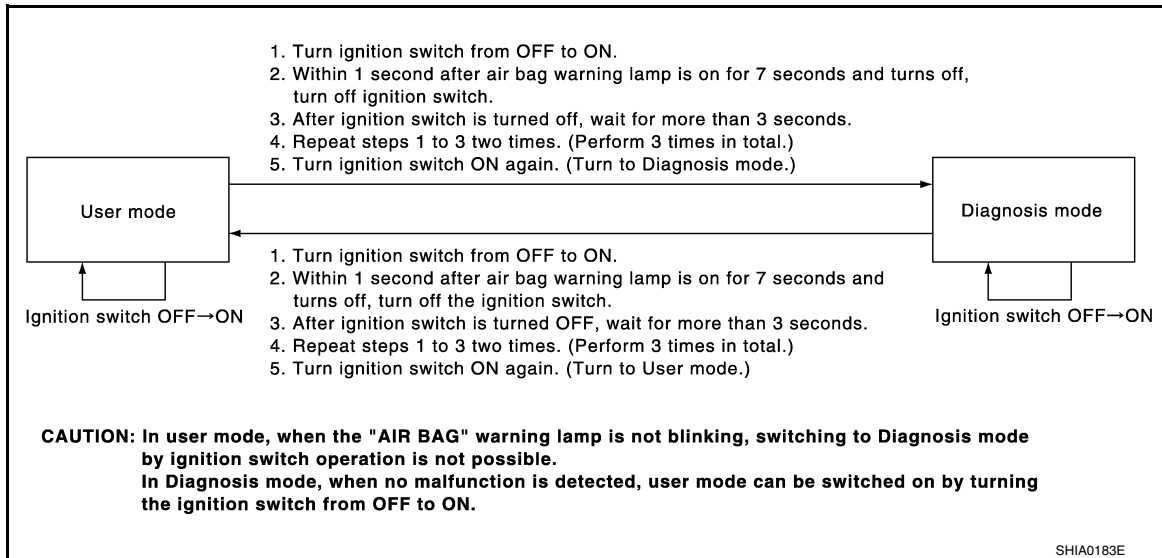 1. Turn ignition switch from OFF to ON.
2. Within 1 second after air bag warning lamp is on for 7 seconds and turns off,
turn off ignition switch.
3. After ignition switch is turned off, wait for more than 3 seconds.
4. Repeat steps 1 to 3 two times. (Perform 3 times in total.)
5. Turn ignition switch ON again. (Turn to Diagnosis mode.)
User mode
Diagnosis mode
1. Turn ignition switch from OFF to ON.
2. Within 1 second after air bag warning lamp is on for 7 seconds and
turns off, turn off the ignition switch.
3. After ignition switch is turned OFF, wait for more than 3 seconds.
4. Repeat steps 1 to 3 two times. (Perform 3 times in total.)
5. Turn ignition switch ON again. (Turn to User mode.)
Ignition switch OFF→ON
Ignition switch OFF→ON
CAUTION: In user mode, when the "AIR BAG" warning lamp is not blinking, switching to Diagnosis mode
by ignition switch operation is not possible.
In Diagnosis mode, when no malfunction is detected, user mode can be switched on by turning
the ignition switch from OFF to ON.
SHIA0183E